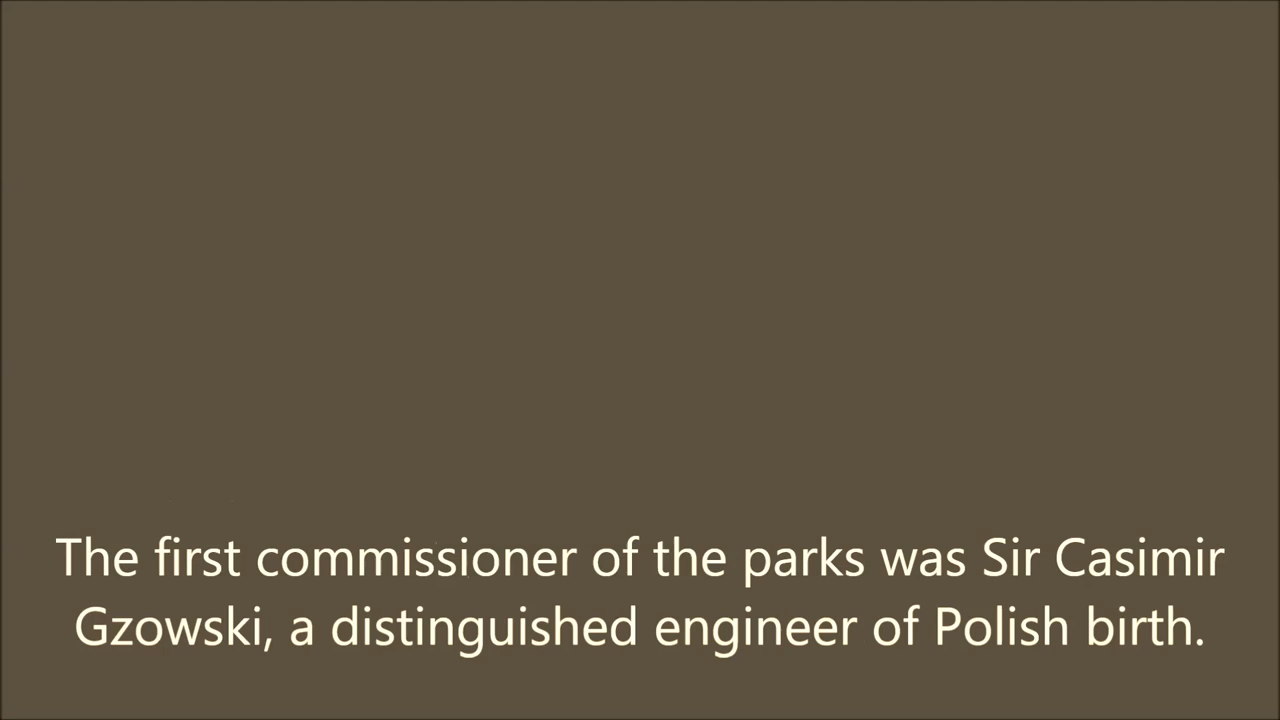 The first commissioner of the parks was Sir Casimir
Gzowski, a distinguished engineer of Polish birth.